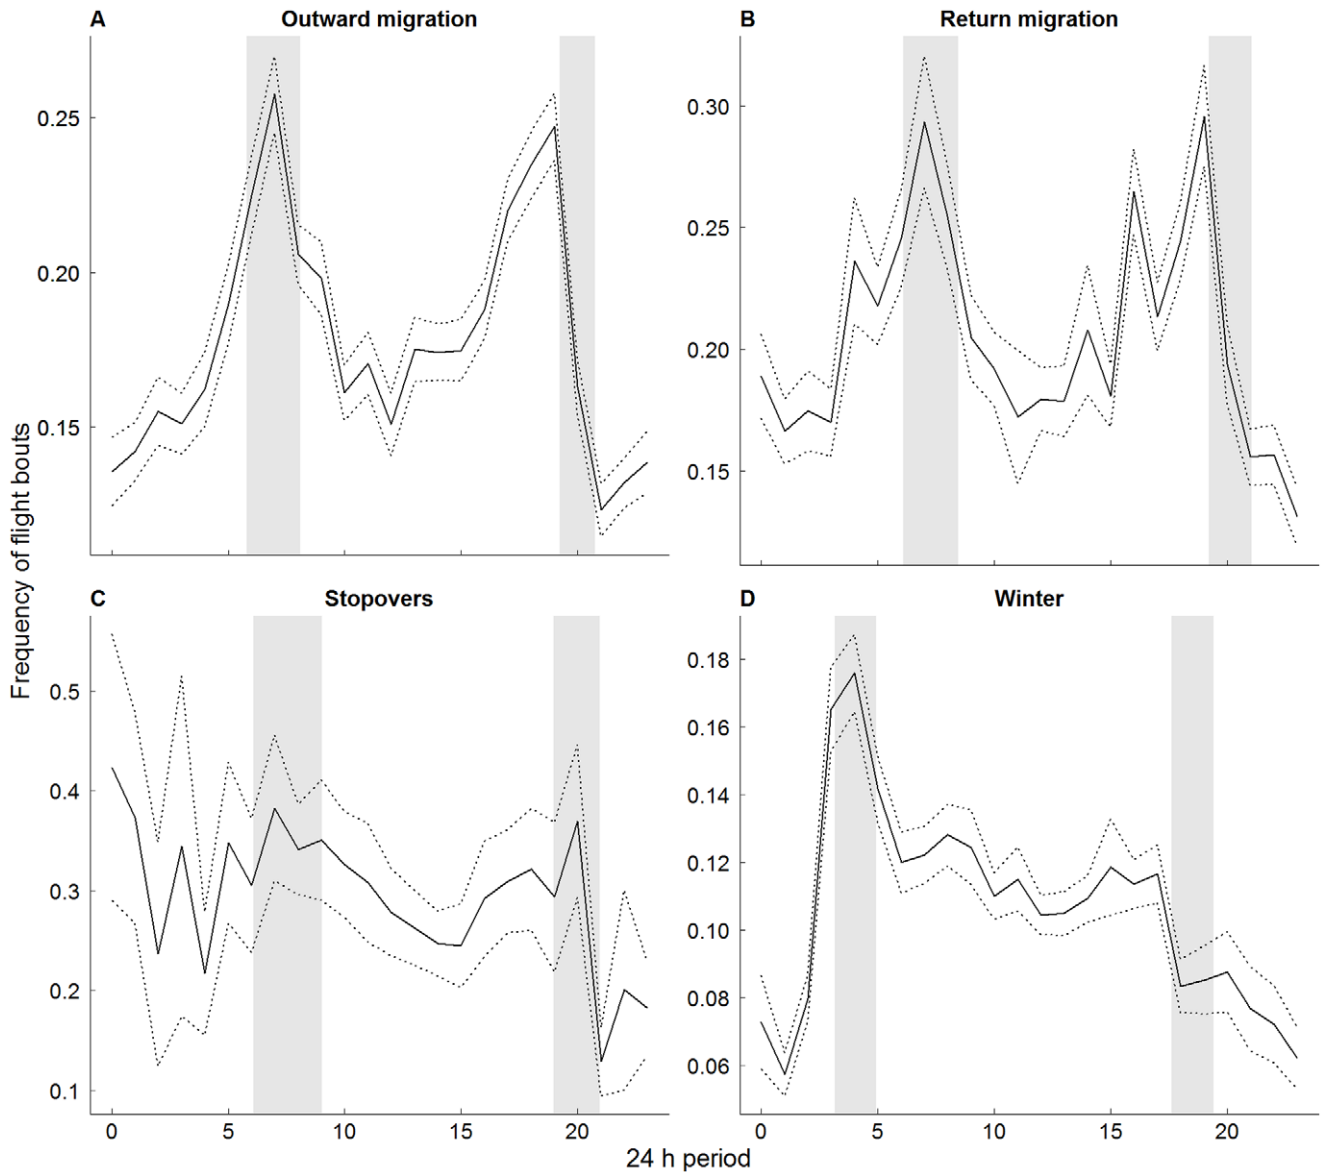 A Outward migration
0.25
0.20
0.15
B Return migration
0.30
0.25
0.20
0.15
Frequency of flight bouts
C Stopovers
0.5
0.4
0.3
0.2
0.1
0 5 10 15 20
D Winter
0.18
0.16
0.14
0.12
0.10
0.08
0.06
0 5 10 15 20
24 h period